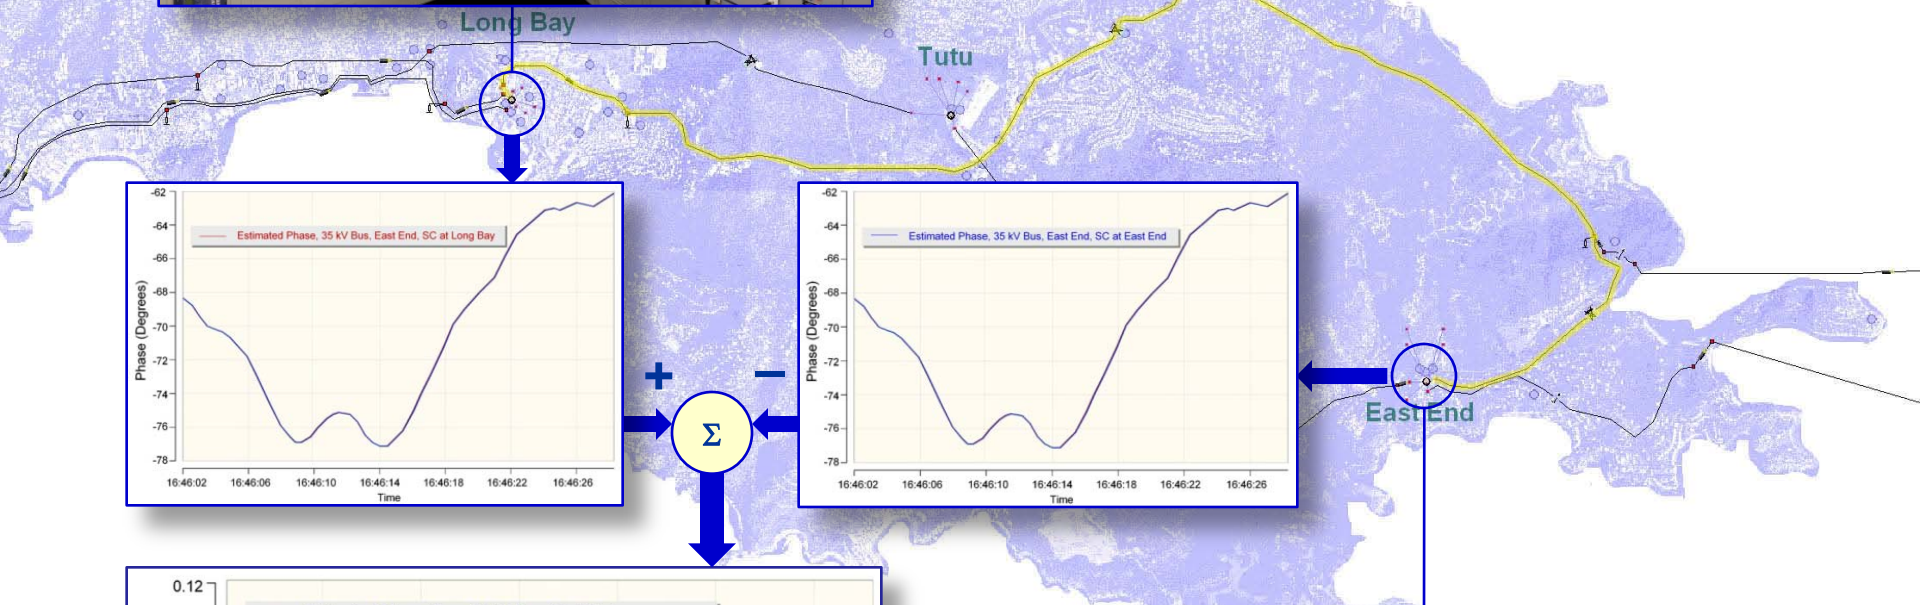 Long Bay
Tutu
-62
-64
-66
-68
-70
-72
-74
-76
-78
Phase (Degrees)
Estimated Phase, 35 kV Bus, East End, SC at Long Bay
16:46:02 16:46:06 16:46:10 16:46:14 16:46:18 16:46:22 16:46:26
Time
+
−
Σ
-62
-64
-66
-68
-70
-72
-74
-76
-78
Phase (Degrees)
Estimated Phase, 35 kV Bus, East End, SC at East End
16:46:02 16:46:06 16:46:10 16:46:14 16:46:18 16:46:22 16:46:26
Time
East End
0.12